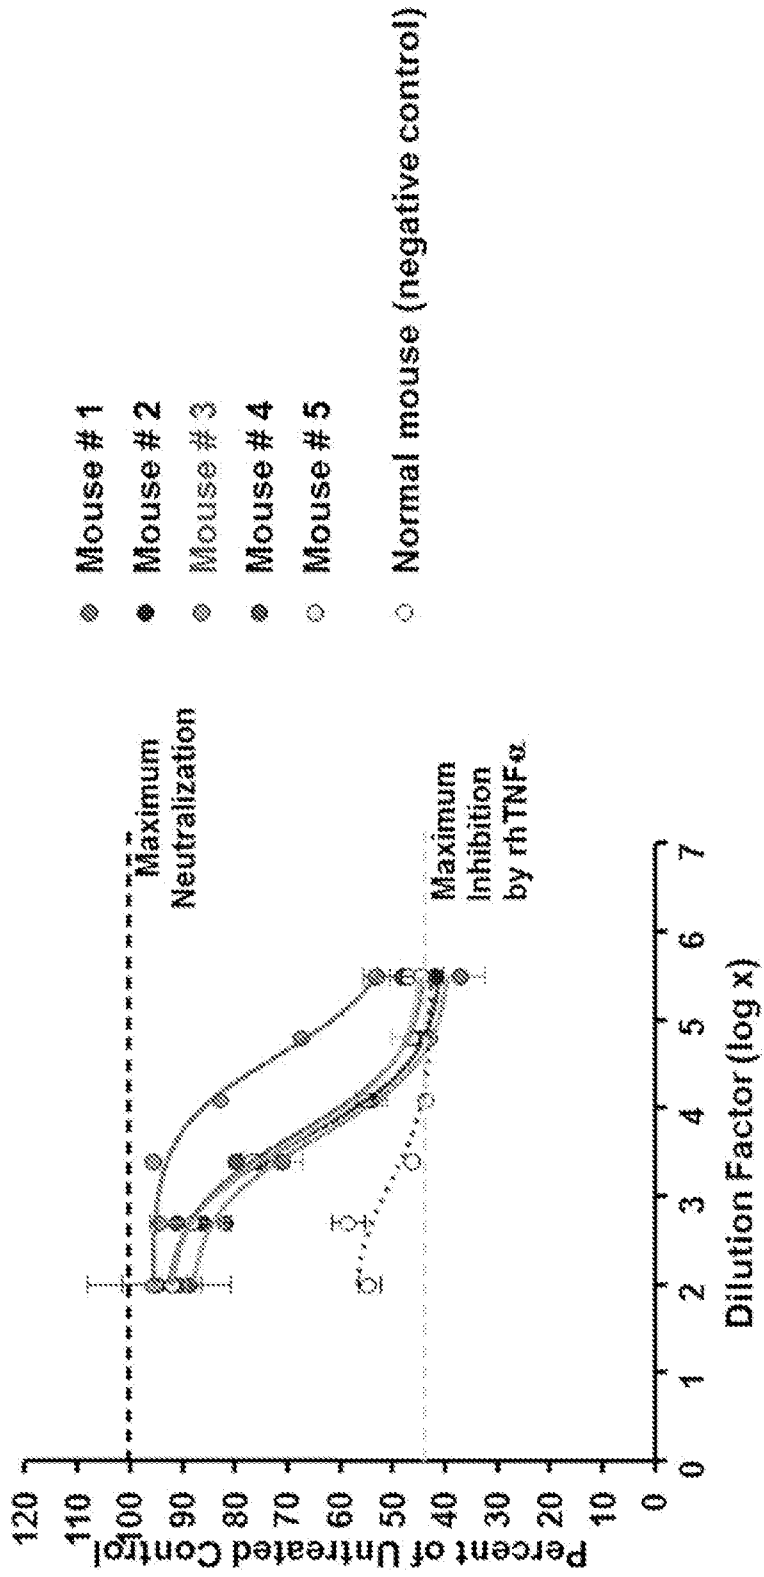 120
110
100
90
80
70
60
50
40
30
20
10
0
Percent of Untreated Control
0
1
2
3
4
5
6
7
Dilution Factor (log x)
Maximum
Neutralization
Maximum
Inhibition
by rhTNFα
Mouse # 1
Mouse # 2
Mouse # 3
Mouse # 4
Mouse # 5
Normal mouse (negative control)